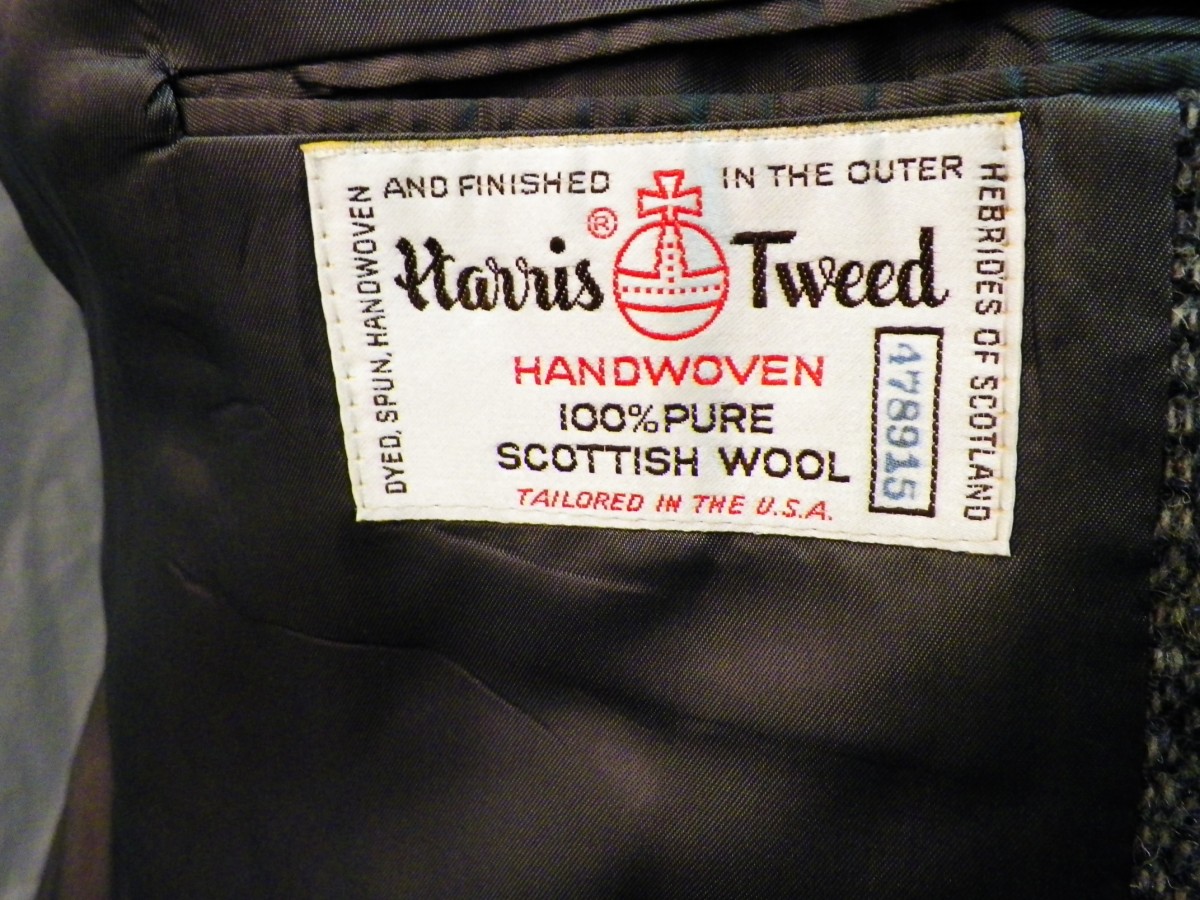 DYED, SPUN, HANDWOVEN
AND FINISHED
IN THE OUTER
HEBRIDES OF SCOTLAND
®
Harris Tweed
HANDWOVEN
100% PURE
SCOTTISH WOOL
TAILORED IN THE U.S.A.
478915